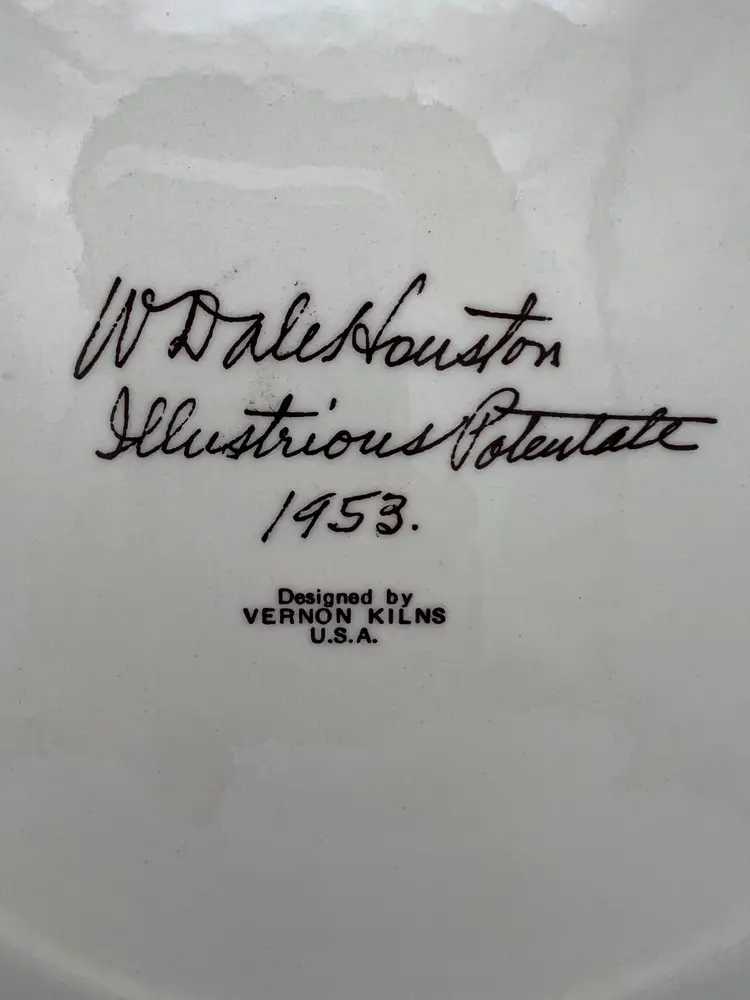 W Dale Houston
Illustrious Potentate
1953.
Designed by
VERNON KILNS
U.S.A.